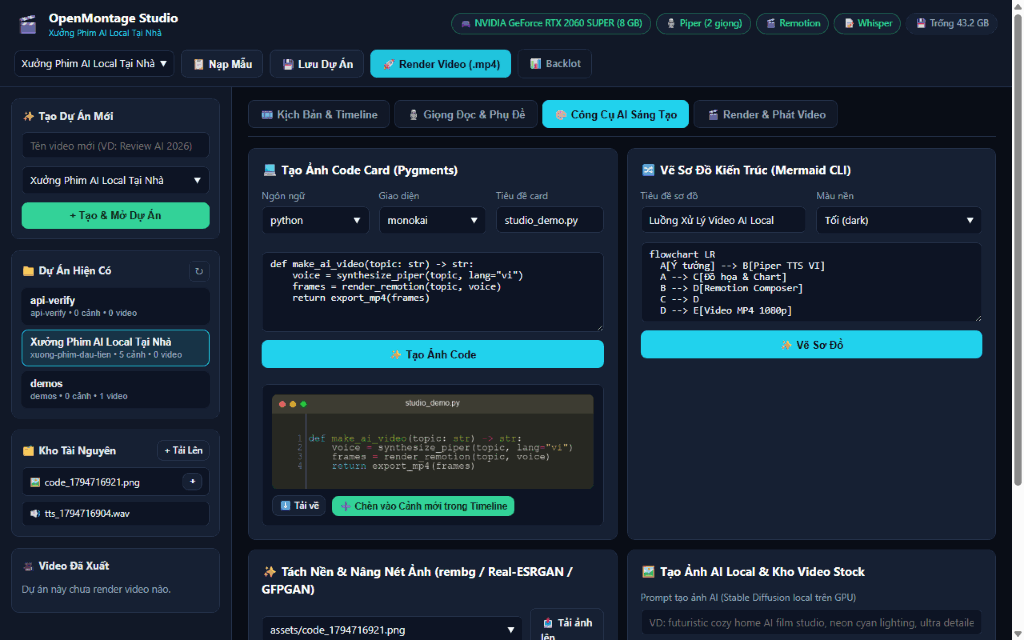 OpenMontage Studio
Xưởng Phim AI Local Tại Nhà
NVIDIA GeForce RTX 2060 SUPER (8 GB)
Piper (2 giọng)
Remotion
Whisper
Trống 43.2 GB
Xưởng Phim AI Local Tại Nhà
Nạp Mẫu
Lưu Dự Án
Render Video (.mp4)
Backlot
Tạo Dự Án Mới
Tên video mới (VD: Review AI 2026)
Xưởng Phim AI Local Tại Nhà
+ Tạo & Mở Dự Án
Dự Án Hiện Có
api-verify
api-verify • 0 cảnh • 0 video
Xưởng Phim AI Local Tại Nhà
xuong-phim-dau-tien • 5 cảnh • 0 video
demos
demos • 0 cảnh • 1 video
Kho Tài Nguyên
+ Tải Lên
code_1794716921.png
+
tts_1794716904.wav
Video Đã Xuất
Dự án này chưa render video nào.
Kịch Bản & Timeline
Giọng Đọc & Phụ Đề
Công Cụ AI Sáng Tạo
Render & Phát Video
Tạo Ảnh Code Card (Pygments)
Ngôn ngữ
Giao diện
Tiêu đề card
python
monokai
studio_demo.py
def make_ai_video(topic: str) -> str:
    voice = synthesize_piper(topic, lang="vi")
    frames = render_remotion(topic, voice)
    return export_mp4(frames)
Tạo Ảnh Code
studio_demo.py
1 def make_ai_video(topic: str) -> str:
2     voice = synthesize_piper(topic, lang="vi")
3     frames = render_remotion(topic, voice)
4     return export_mp4(frames)
Tải về
Chèn vào Cảnh mới trong Timeline
Vẽ Sơ Đồ Kiến Trúc (Mermaid CLI)
Tiêu đề sơ đồ
Màu nền
Luồng Xử Lý Video AI Local
Tối (dark)
flowchart LR
  A[Ý tưởng] --> B[Piper TTS VI]
  A --> C[Đồ họa & Chart]
  B --> D[Remotion Composer]
  C --> D
  D --> E[Video MP4 1080p]
Vẽ Sơ Đồ
Tách Nền & Nâng Nét Ảnh (rembg / Real-ESRGAN /
GFPGAN)
assets/code_1794716921.png
Tải ảnh
lên
Tạo Ảnh AI Local & Kho Video Stock
Prompt tạo ảnh AI (Stable Diffusion local trên GPU)
VD: futuristic cozy home AI film studio, neon cyan lighting, ultra detaile